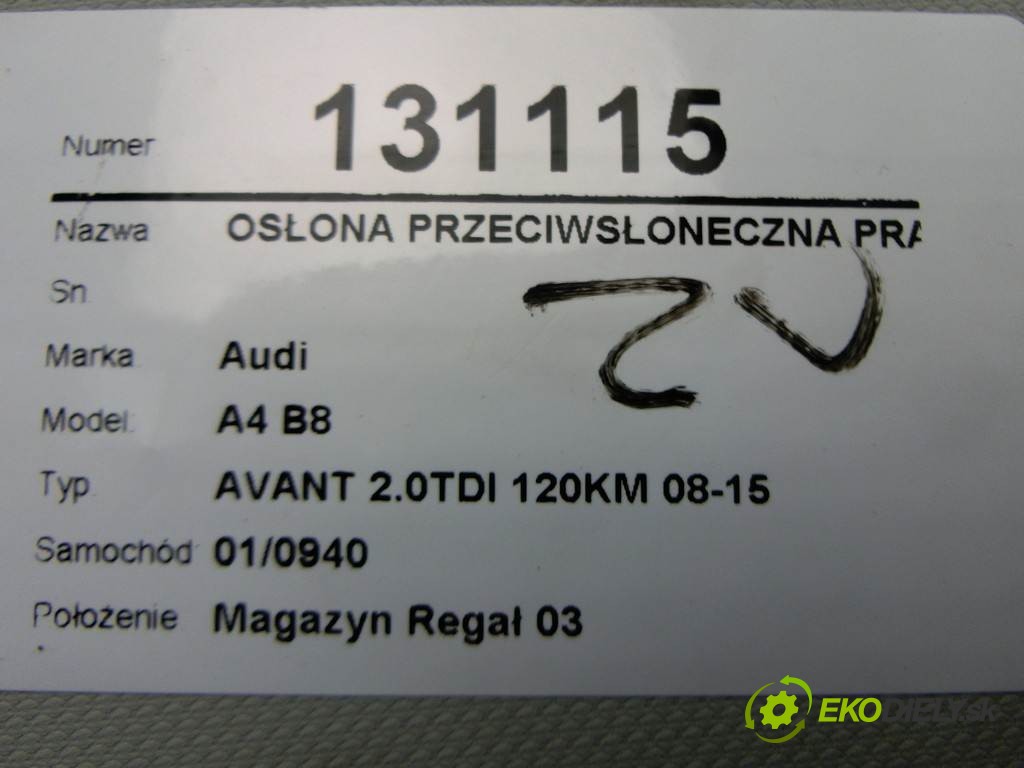 Numer 131115
Nazwa OSŁONA PRZECIWSŁONECZNA PRA
Sn
Marka Audi
Model: A4 B8
Typ AVANT 2.0TDI 120KM 08-15
Samochód 01/0940
Położenie Magazyn Regał 03
EKODIELY.sk